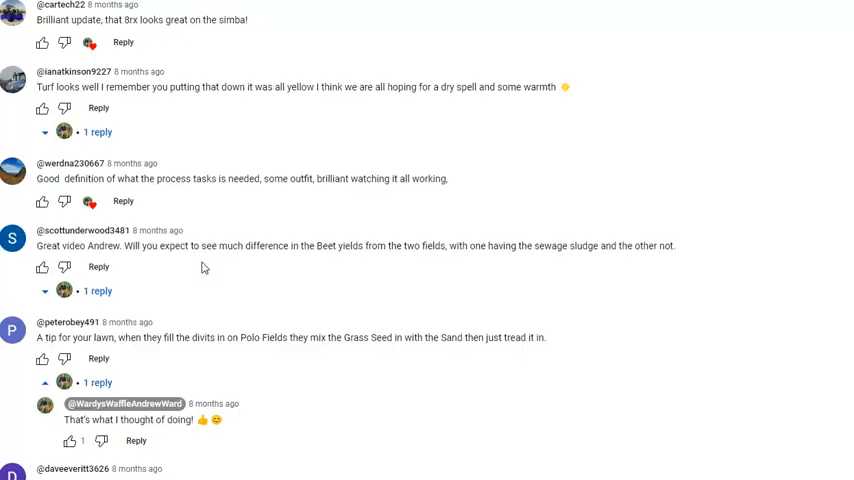 @cartech22 8 months ago
Brilliant update, that 8rx looks great on the simba!
Reply
@ianatkinson9227 8 months ago
Turf looks well I remember you putting that down it was all yellow I think we are all hoping for a dry spell and some warmth ☀️
Reply
• 1 reply
@werdna230667 8 months ago
Good definition of what the process tasks is needed, some outfit, brilliant watching it all working,
Reply
S
@scottunderwood3481 8 months ago
Great video Andrew. Will you expect to see much difference in the Beet yields from the two fields, with one having the sewage sludge and the other not.
Reply
• 1 reply
P
@peterobey491 8 months ago
A tip for your lawn, when they fill the divits in on Polo Fields they mix the Grass Seed in with the Sand then just tread it in.
Reply
• 1 reply
@WardysWaffleAndrewWard 8 months ago
That's what I thought of doing! 👍 😊
1 Reply
D
@daveeveritt3626 8 months ago